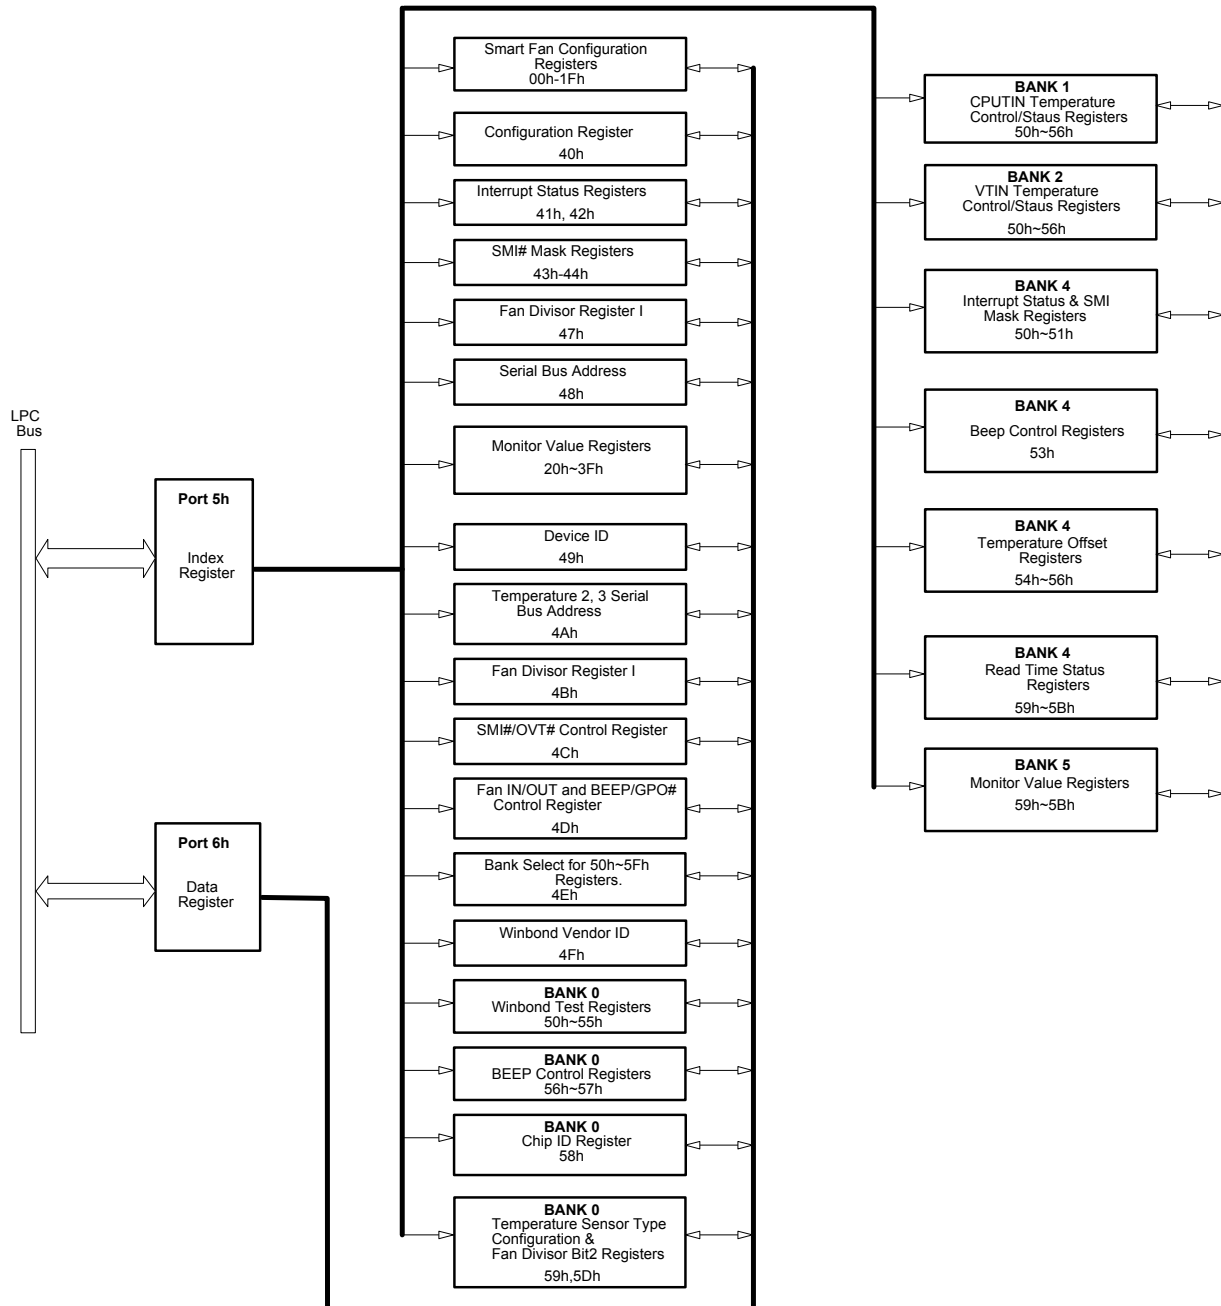 LPC
Bus
Port 5h
Index
Register
Port 6h
Data
Register
Smart Fan Configuration
Registers
00h-1Fh
Configuration Register
40h
Interrupt Status Registers
41h, 42h
SMI# Mask Registers
43h-44h
Fan Divisor Register I
47h
Serial Bus Address
48h
Monitor Value Registers
20h~3Fh
Device ID
49h
Temperature 2, 3 Serial
Bus Address
4Ah
Fan Divisor Register I
4Bh
SMI#/OVT# Control Register
4Ch
Fan IN/OUT and BEEP/GPO#
Control Register
4Dh
Bank Select for 50h~5Fh
Registers.
4Eh
Winbond Vendor ID
4Fh
BANK 0
Winbond Test Registers
50h~55h
BANK 0
BEEP Control Registers
56h~57h
BANK 0
Chip ID Register
58h
BANK 0
Temperature Sensor Type
Configuration &
Fan Divisor Bit2 Registers
59h,5Dh
BANK 1
CPUTIN Temperature
Control/Staus Registers
50h~56h
BANK 2
VTIN Temperature
Control/Staus Registers
50h~56h
BANK 4
Interrupt Status & SMI
Mask Registers
50h~51h
BANK 4
Beep Control Registers
53h
BANK 4
Temperature Offset
Registers
54h~56h
BANK 4
Read Time Status
Registers
59h~5Bh
BANK 5
Monitor Value Registers
59h~5Bh